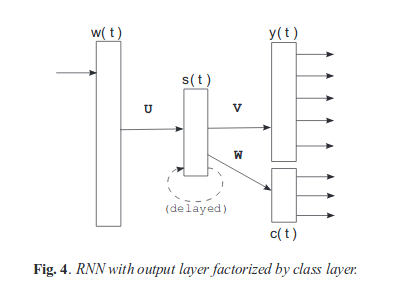 w(t) y(t)
s(t)
U V
W
(delayed)
c(t)
Fig. 4. RNN with output layer factorized by class layer.